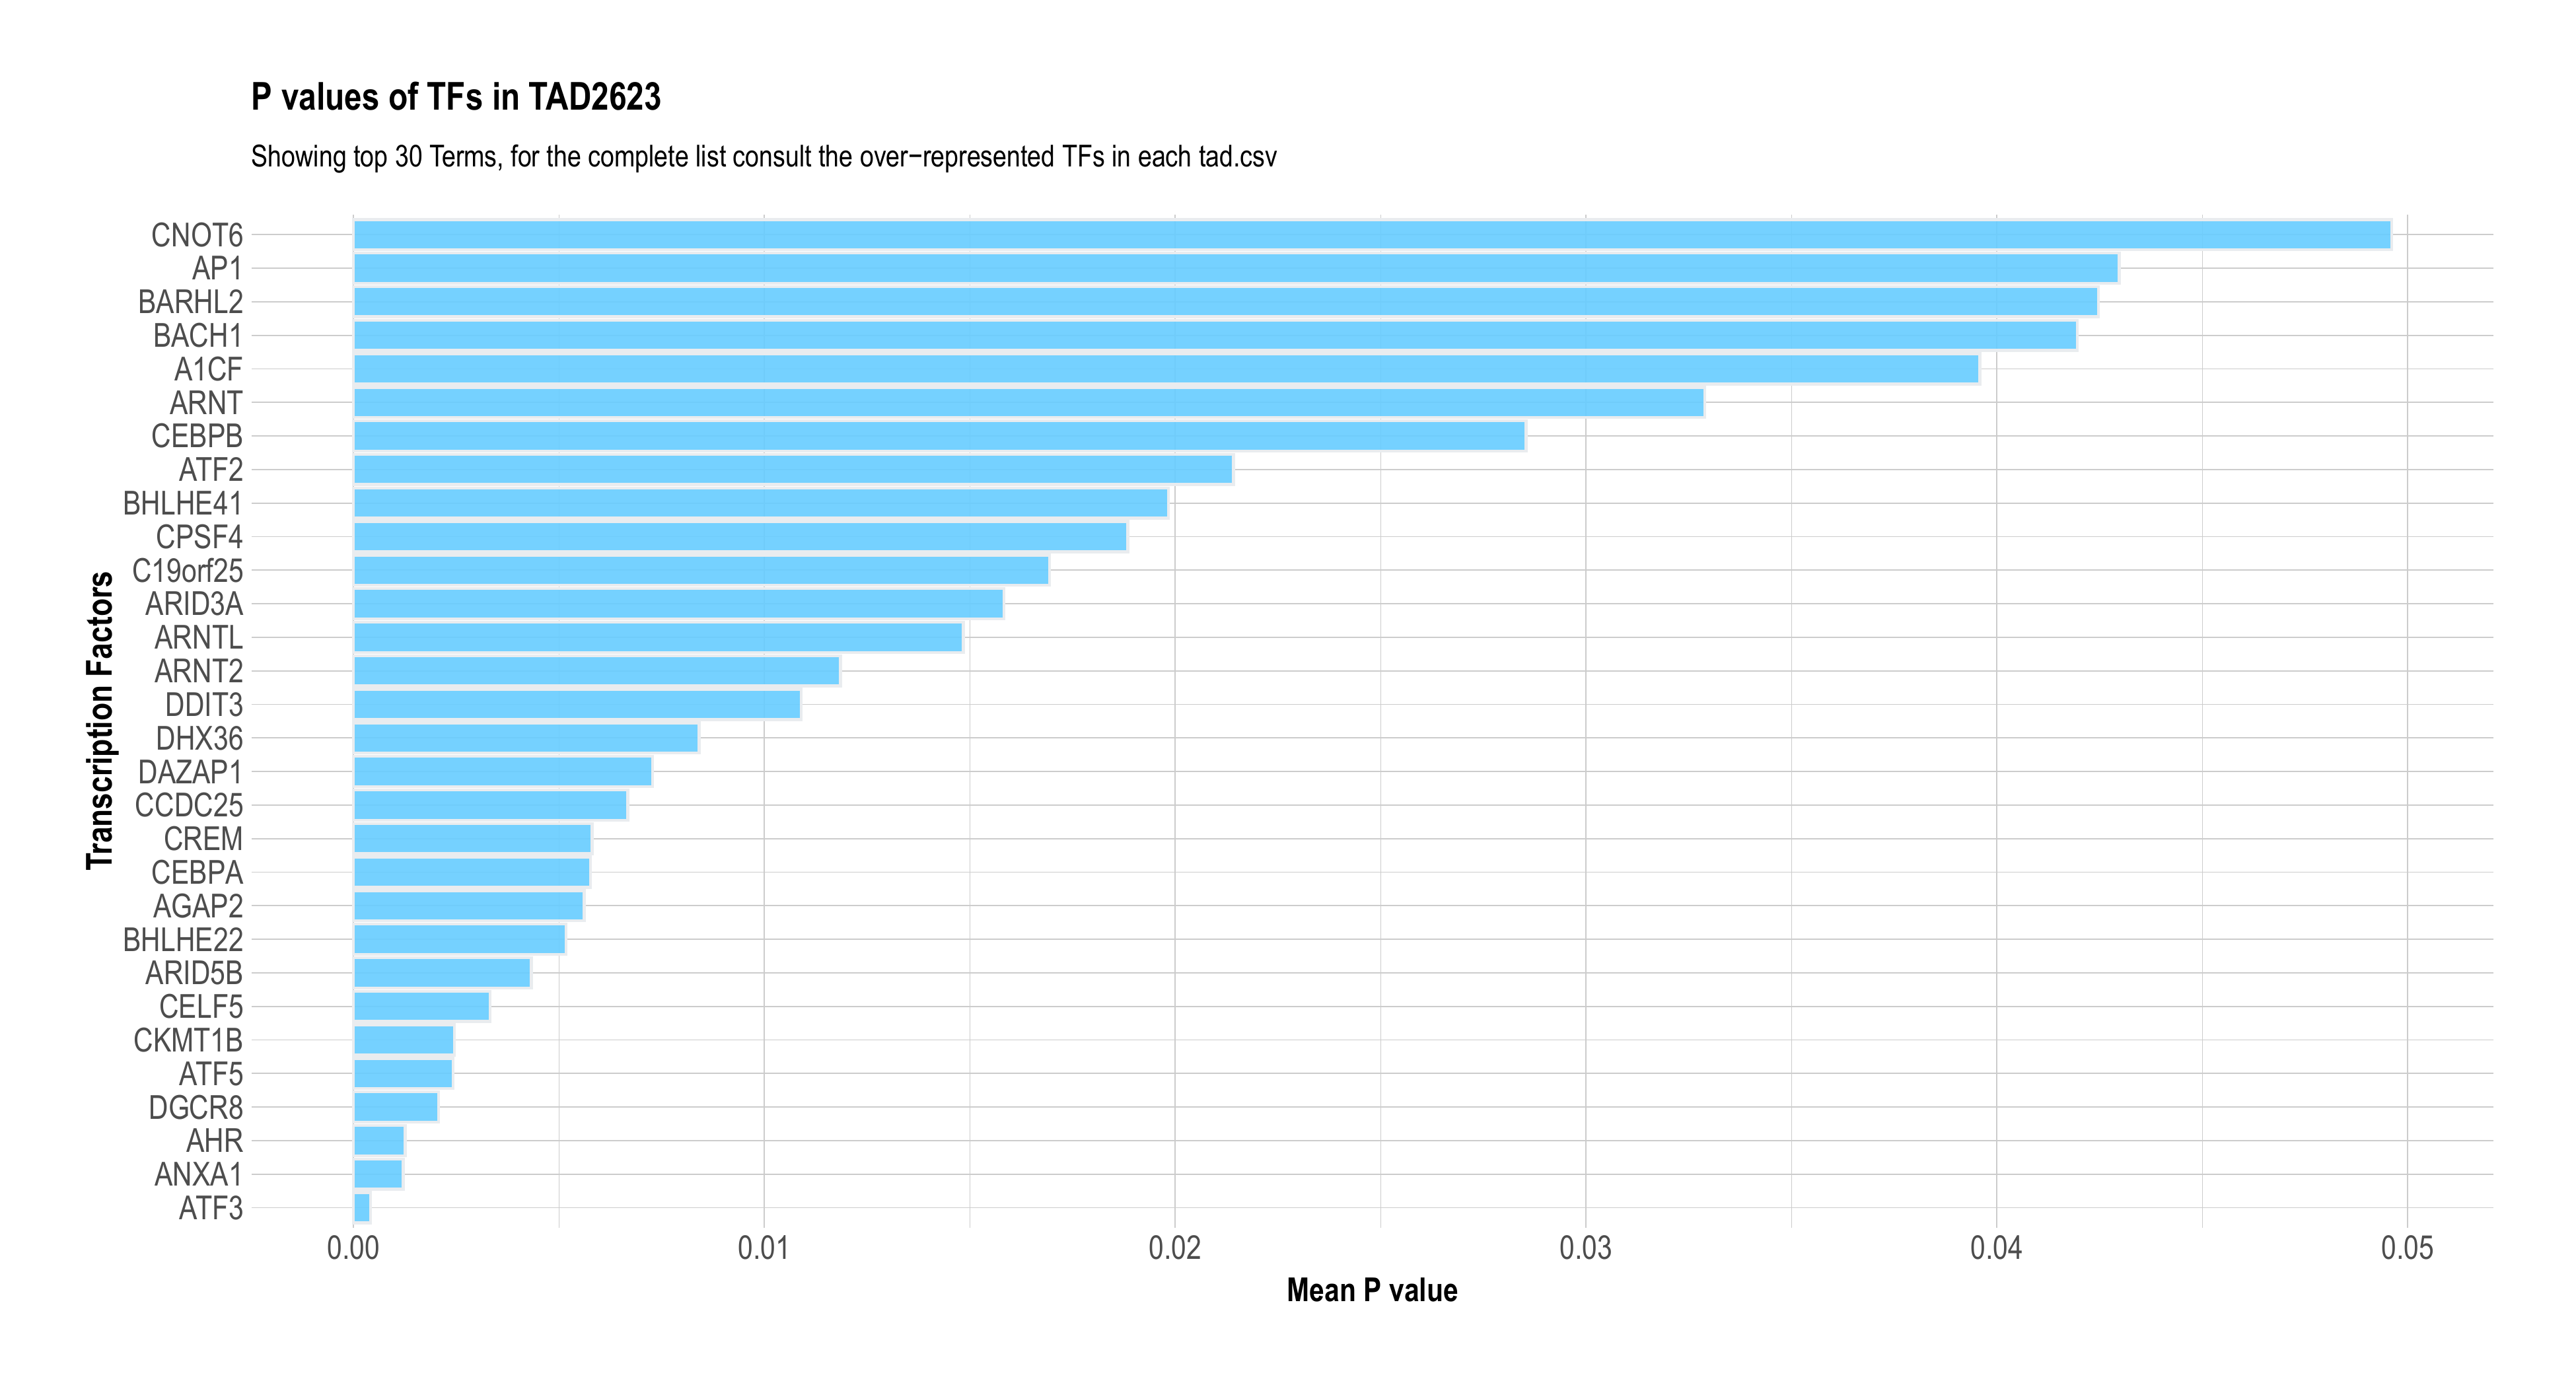 P values of TFs in TAD2623
Showing top 30 Terms, for the complete list consult the over−represented TFs in each tad.csv
Transcription Factors
CNOT6
AP1
BARHL2
BACH1
A1CF
ARNT
CEBPB
ATF2
BHLHE41
CPSF4
C19orf25
ARID3A
ARNTL
ARNT2
DDIT3
DHX36
DAZAP1
CCDC25
CREM
CEBPA
AGAP2
BHLHE22
ARID5B
CELF5
CKMT1B
ATF5
DGCR8
AHR
ANXA1
ATF3
0.00 0.01 0.02 0.03 0.04 0.05
Mean P value